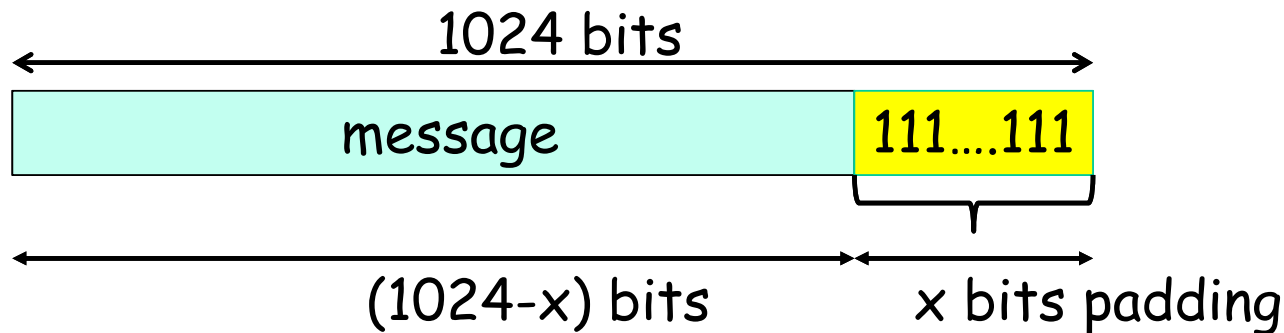 1024 bits
message 111....111
(1024-x) bits x bits padding